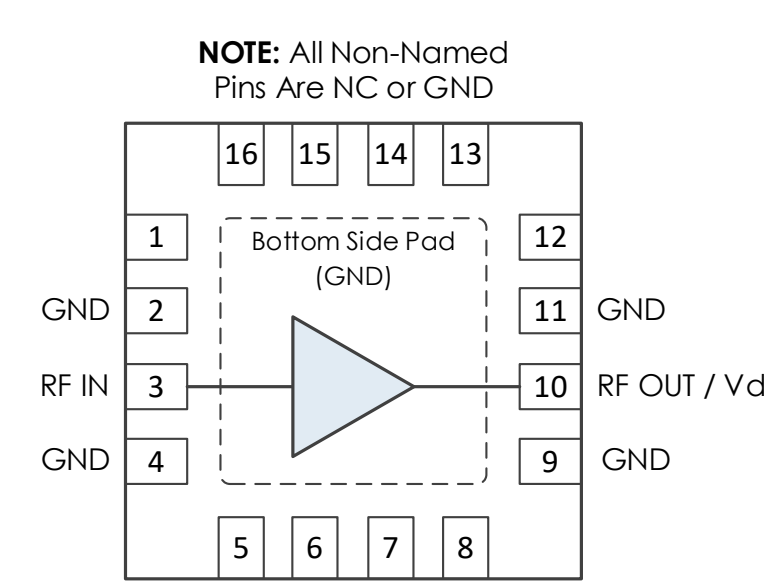 NOTE: All Non-Named
Pins Are NC or GND
16 15 14 13
1 Bottom Side Pad 12
(GND)
GND 2 11 GND
RF IN 3 10 RF OUT / Vd
GND 4 9 GND
5 6 7 8